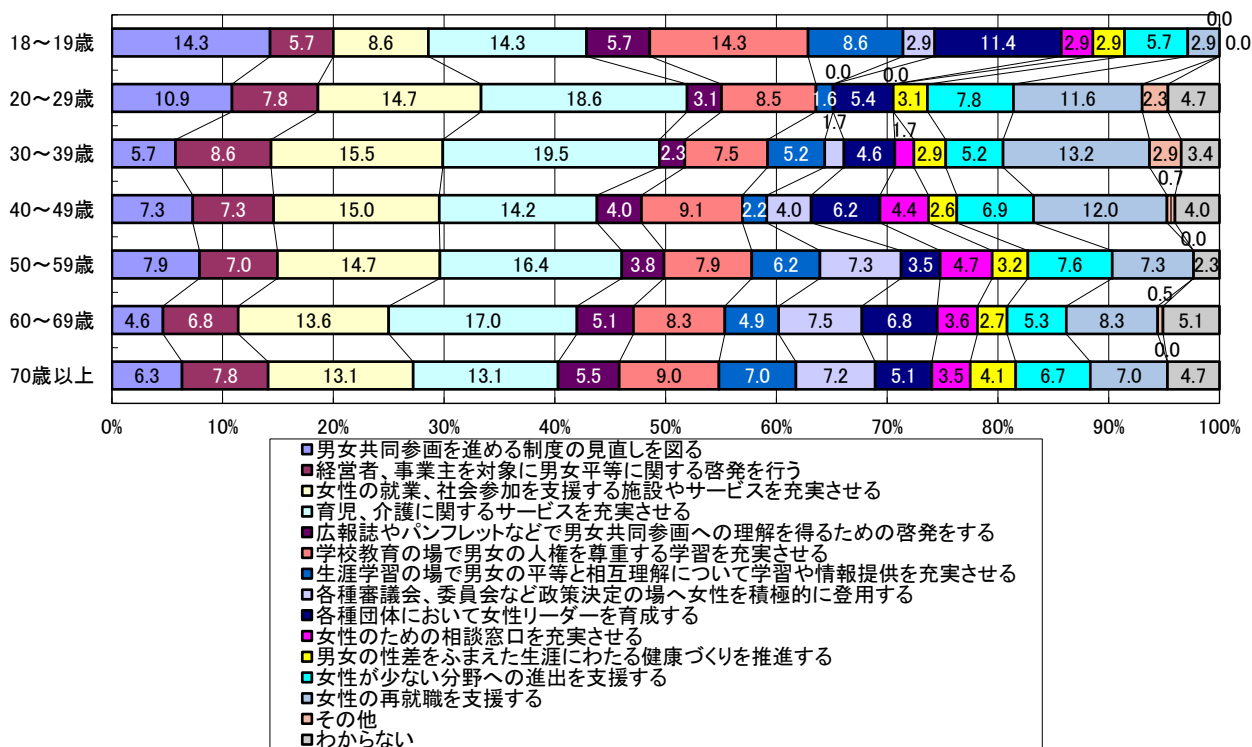 0.0
18～19歳 14.3 5.7 8.6 14.3 5.7 14.3 8.6 2.9 11.4 2.9 2.9 5.7 2.9 0.0
0.0 0.0
20～29歳 10.9 7.8 14.7 18.6 3.1 8.5 1.6 5.4 3.1 7.8 11.6 2.3 4.7
1.7 1.7
30～39歳 5.7 8.6 15.5 19.5 2.3 7.5 5.2 4.6 2.9 5.2 13.2 2.9 3.4
0.7
40～49歳 7.3 7.3 15.0 14.2 4.0 9.1 2.2 4.0 6.2 4.4 2.6 6.9 12.0 4.0
0.0
50～59歳 7.9 7.0 14.7 16.4 3.8 7.9 6.2 7.3 3.5 4.7 3.2 7.6 7.3 2.3
0.5
60～69歳 4.6 6.8 13.6 17.0 5.1 8.3 4.9 7.5 6.8 3.6 2.7 5.3 8.3 5.1
0.0
70歳以上 6.3 7.8 13.1 13.1 5.5 9.0 7.0 7.2 5.1 3.5 4.1 6.7 7.0 4.7
0% 10% 20% 30% 40% 50% 60% 70% 80% 90% 100%
男女共同参画を進める制度の見直しを図る
経営者、事業主を対象に男女平等に関する啓発を行う
女性の就業、社会参加を支援する施設やサービスを充実させる
育児、介護に関するサービスを充実させる
広報誌やパンフレットなどで男女共同参画への理解を得るための啓発をする
学校教育の場で男女の人権を尊重する学習を充実させる
生涯学習の場で男女の平等と相互理解について学習や情報提供を充実させる
各種審議会、委員会など政策決定の場へ女性を積極的に登用する
各種団体において女性リーダーを育成する
女性のための相談窓口を充実させる
男女の性差をふまえた生涯にわたる健康づくりを推進する
女性が少ない分野への進出を支援する
女性の再就職を支援する
その他
わからない